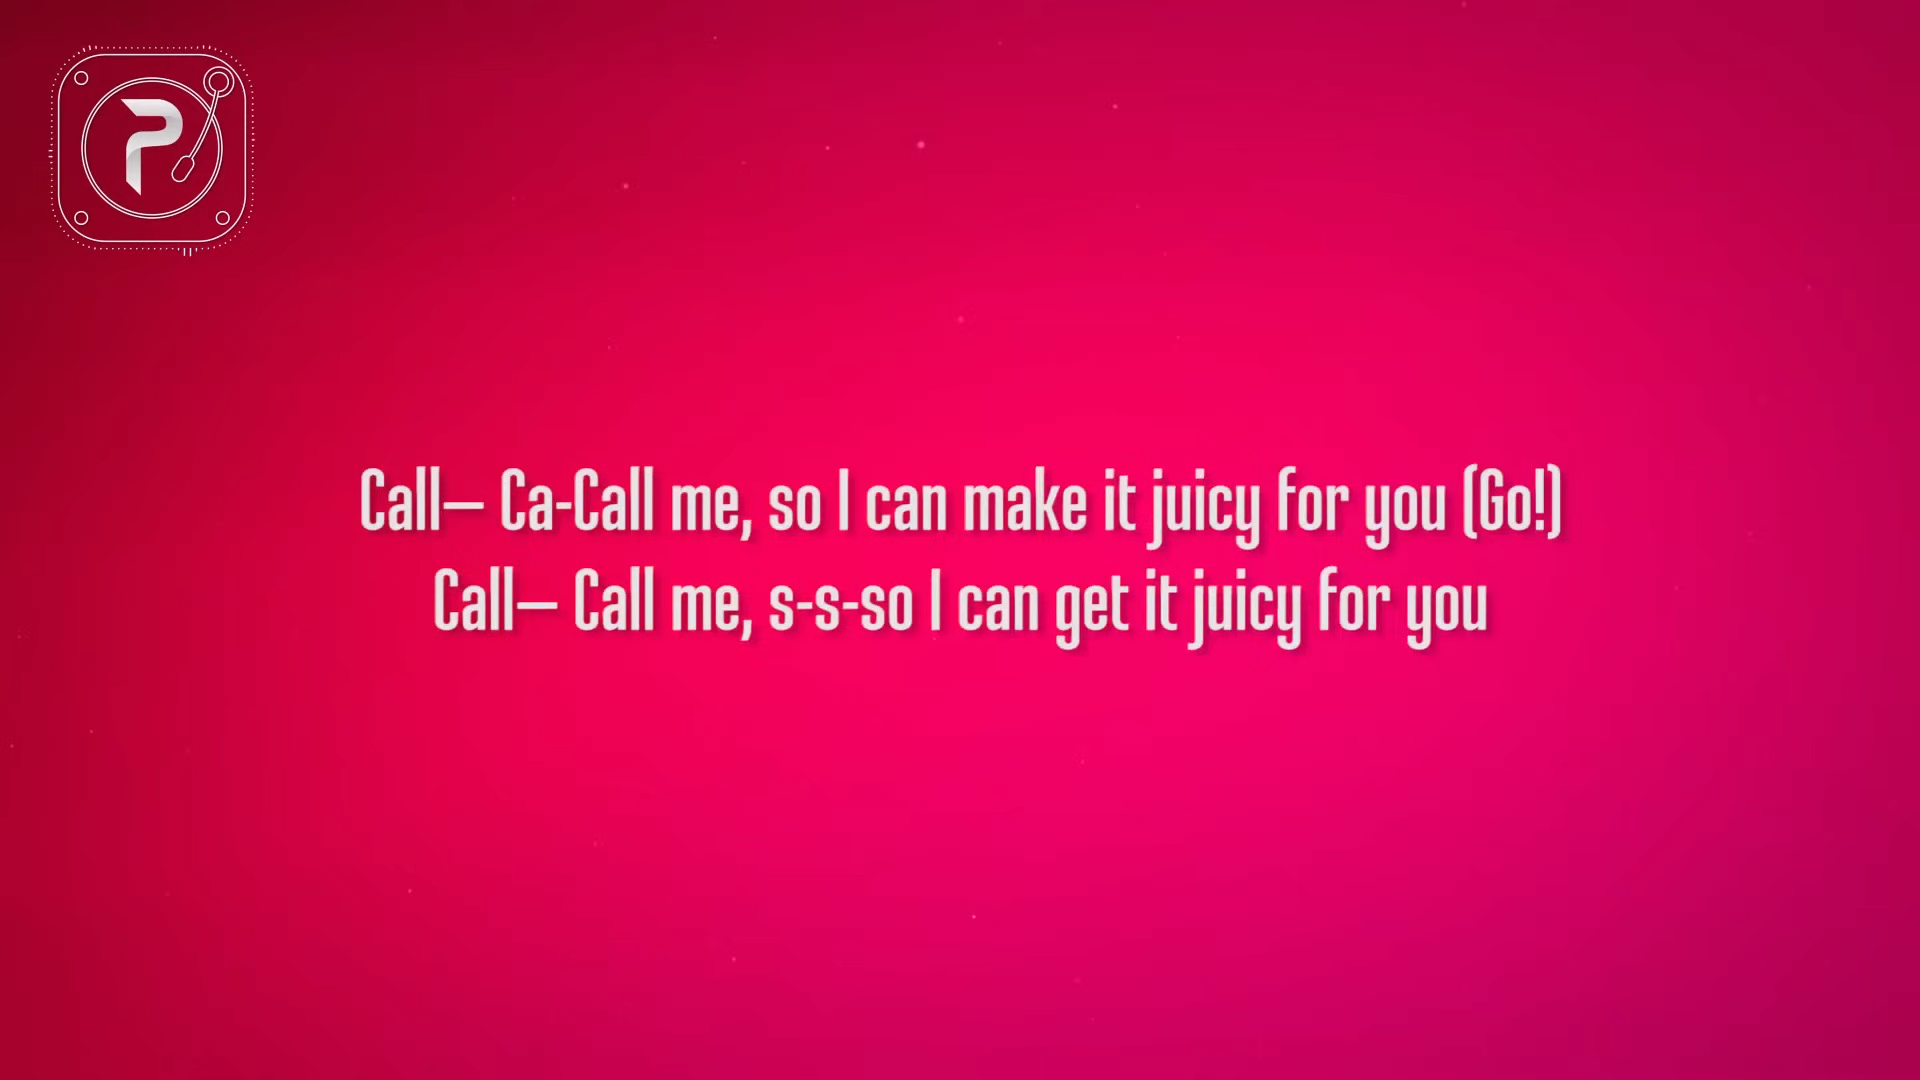 P
Call— Ca-Call me, so I can make it juicy for you (Go!)
Call— Call me, s-s-so I can get it juicy for you